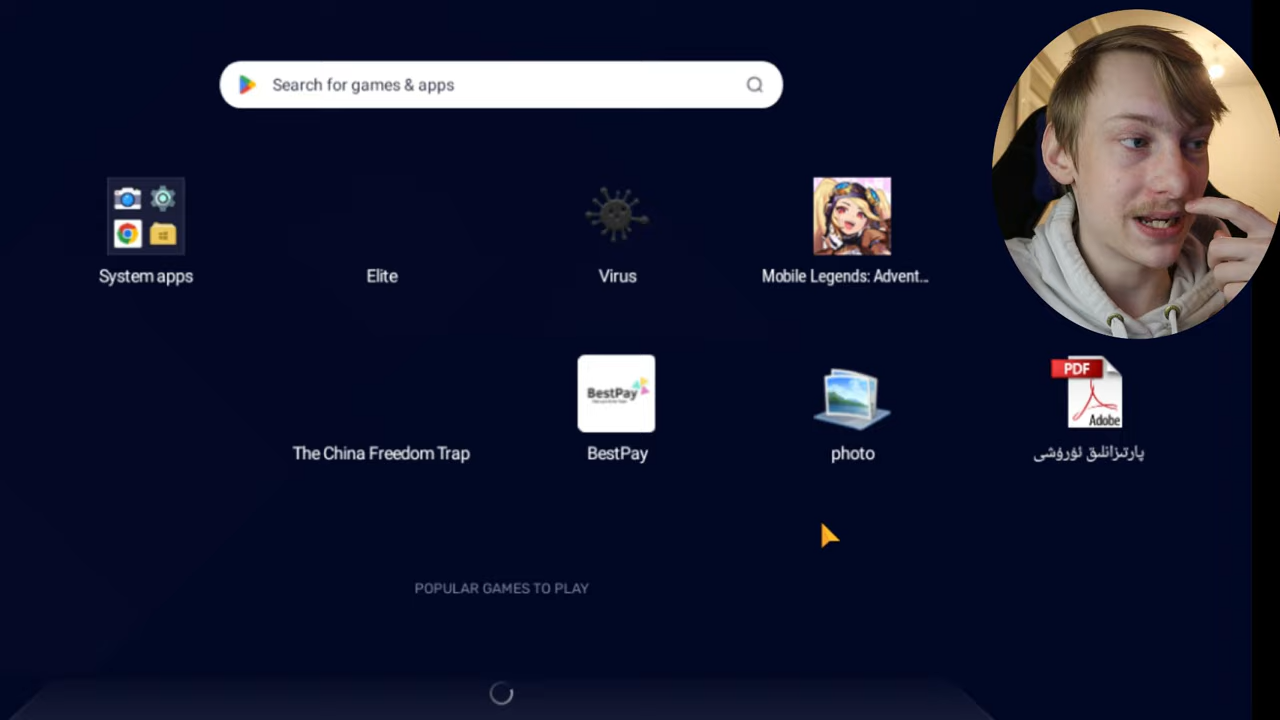 Search for games & apps
System apps
Elite
Virus
Mobile Legends: Advent...
The China Freedom Trap
BestPay
BestPay
photo
PDF
Adobe
پارتىزانلىق ئۇرۇشى
POPULAR GAMES TO PLAY